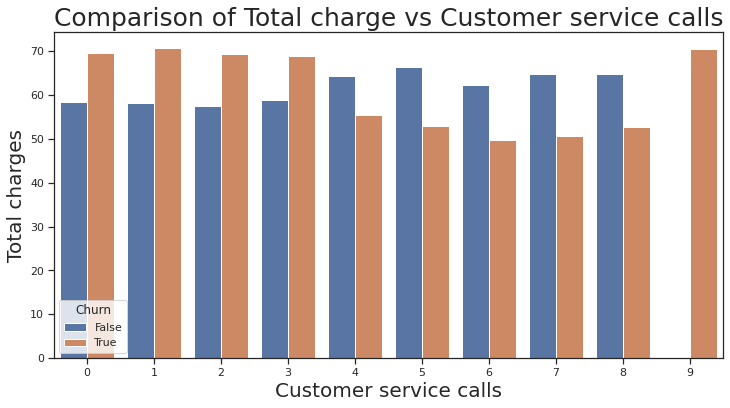 Comparison of Total charge vs Customer service calls
Total charges
70
60
50
40
30
20
10
0
Churn
False
True
0 1 2 3 4 5 6 7 8 9
Customer service calls